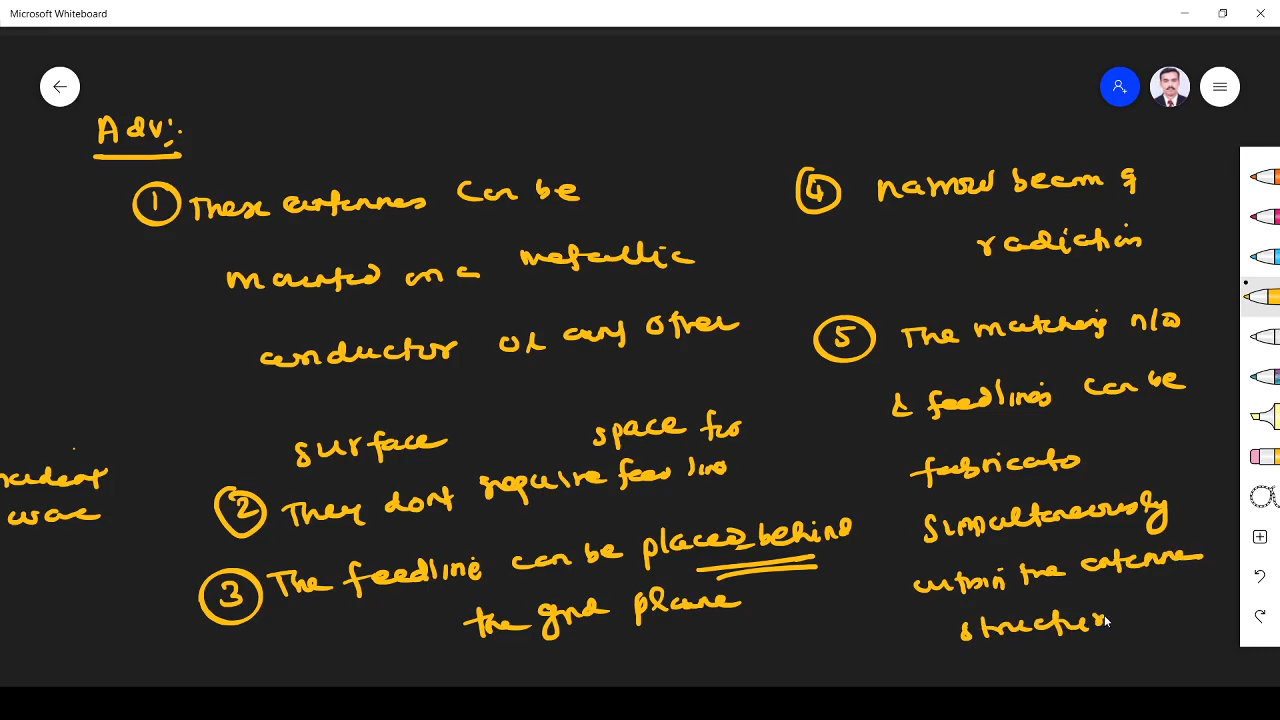 Microsoft Whiteboard
Adv:
① These antennas can be
mounted on a metallic
conductor or any other
surface
space for
② They dont require feed line
③ The feedline can be placed behind
the gnd plane
④ narrow beam of
radiation
⑤ The matching n/w
& feedlines can be
fabricated
simultaneously
within the antenna
structure
wave